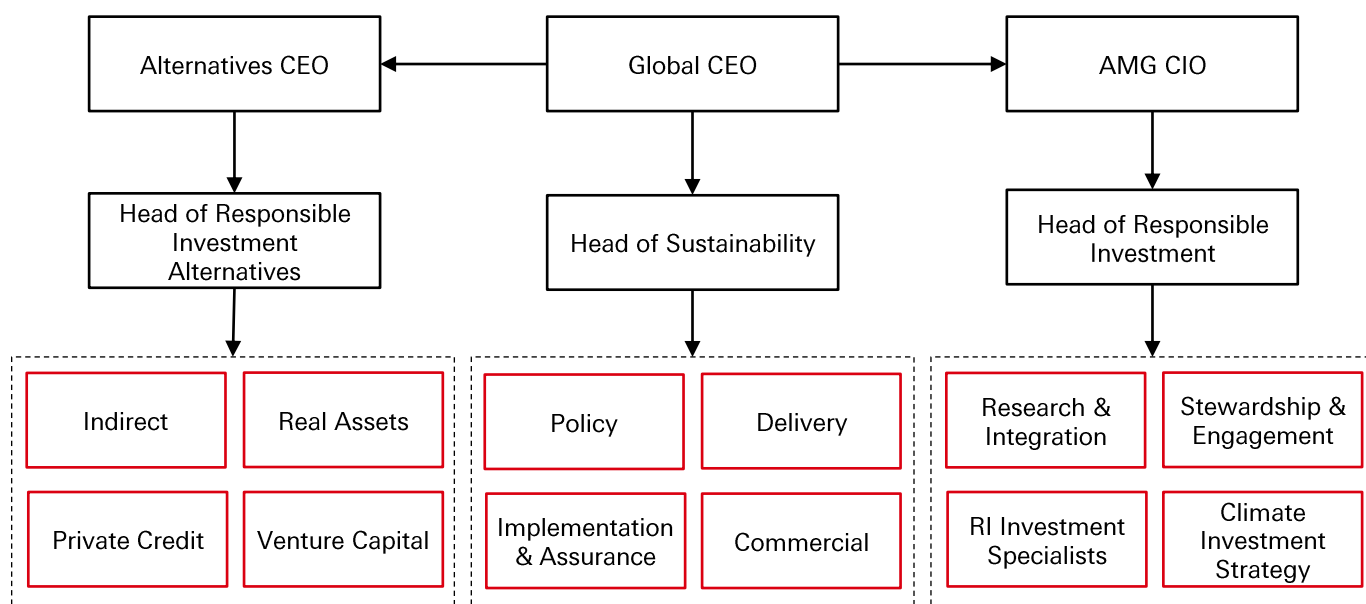 Alternatives CEO
Global CEO
AMG CIO
Head of Responsible
Investment
Alternatives
Head of Sustainability
Head of Responsible
Investment
Indirect
Real Assets
Private Credit
Venture Capital
Policy
Delivery
Implementation
& Assurance
Commercial
Research &
Integration
Stewardship &
Engagement
RI Investment
Specialists
Climate
Investment
Strategy